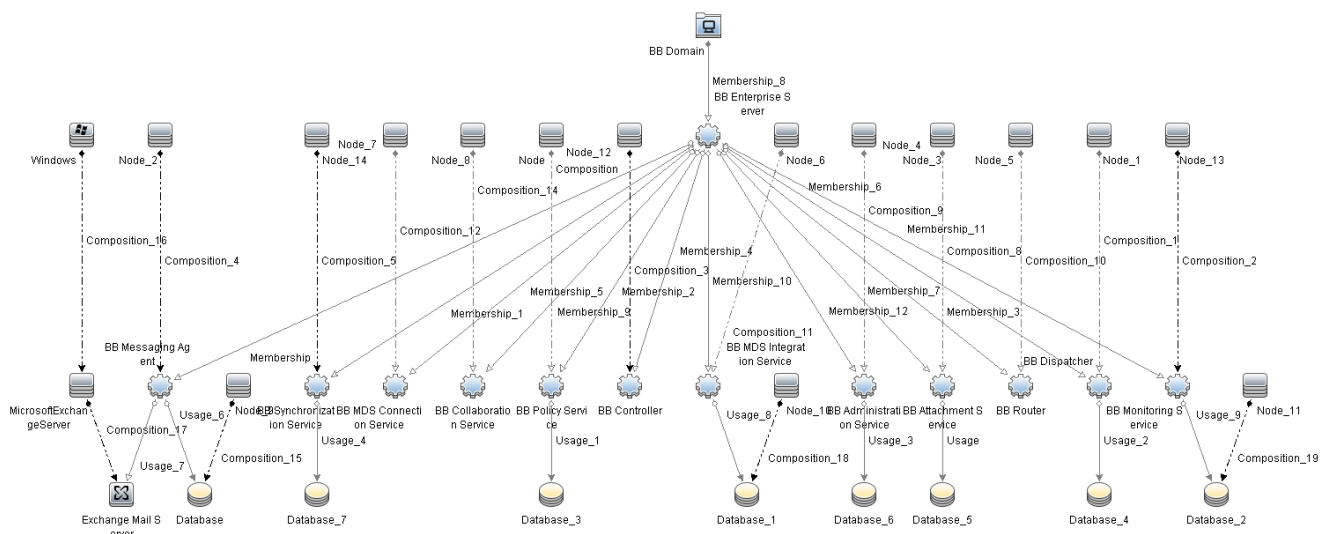 BB Domain
Membership_8
BB Enterprise S
erver
Windows
Node_2
Node_7
Node_14
Node_8
Node
Node_12
Node_6
Node_4
Node_3
Node_5
Node_1
Node_13
Composition
Membership_6
Composition_14
Composition_9
Composition_12
Membership_11
Composition_16
Composition_1
Membership_4
Composition_8
Composition_4
Composition_5
Composition_3
Composition_10
Composition_2
Membership_10
Membership_5
Membership_2
Membership_7
Membership_1
Membership_9
Membership_12
Membership_3
Composition_11
BB Messaging Ag
ent
Membership
BB MDS Integrat
ion Service
BB Dispatcher
MicrosoftExchan
geServer
Usage_6
BB Synchronizat
ion Service
BB MDS Connecti
on Service
BB Collaboratio
n Service
BB Policy Servi
ce
BB Controller
Usage_8
Node_10
BB Administrati
on Service
BB Attachment S
ervice
BB Router
BB Monitoring S
ervice
Usage_9
Node_11
Composition_17
Usage_4
Usage_1
Usage_3
Usage
Usage_2
Usage_7
Composition_15
Composition_18
Composition_19
Exchange Mail S
erver
Database
Database_7
Database_3
Database_1
Database_6
Database_5
Database_4
Database_2